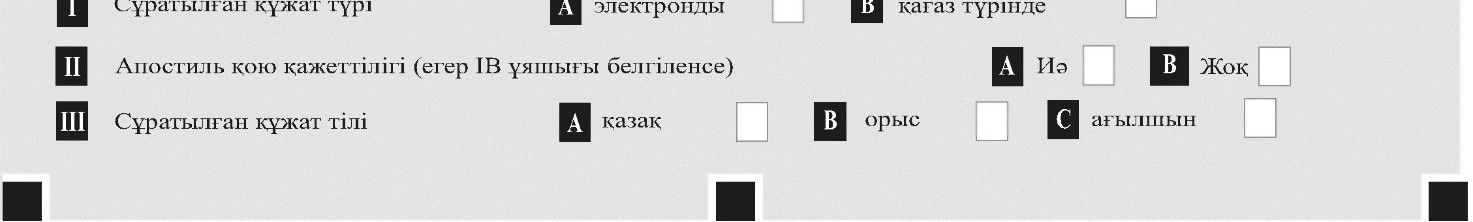 I Сұратылған құжат түрі A электронды B қағаз түрінде
II Апостиль қою қажеттілігі (егер IB ұяшығы белгіленсе) A Иә B Жоқ
III Сұратылған құжат тілі A қазақ B орыс C ағылшын